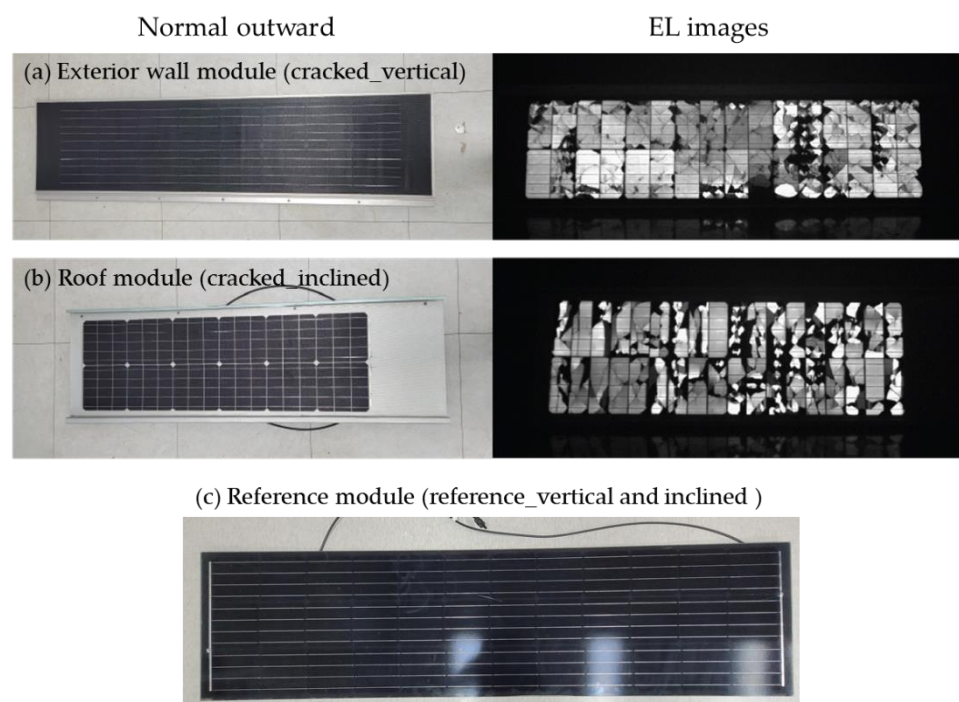 Normal outward
EL images
(a) Exterior wall module (cracked_vertical)
(b) Roof module (cracked_inclined)
(c) Reference module (reference_vertical and inclined )